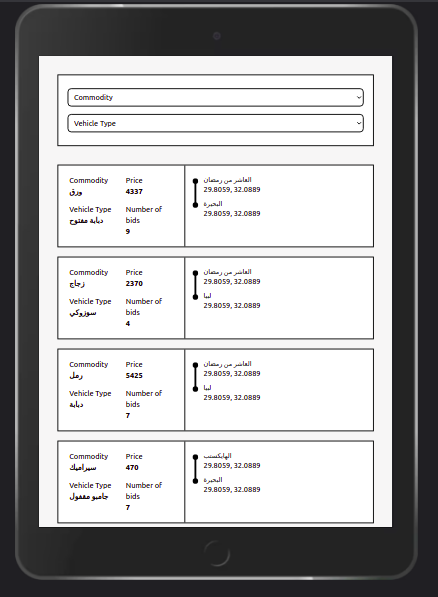 Commodity
Vehicle Type
Commodity
ورق
Price
4337
Vehicle Type
دبابة مفتوح
Number of
bids
9
العاشر من رمضان
29.8059, 32.0889
البحيرة
29.8059, 32.0889
Commodity
زجاج
Price
2370
Vehicle Type
سوزوكي
Number of
bids
4
العاشر من رمضان
29.8059, 32.0889
ليبيا
29.8059, 32.0889
Commodity
رمل
Price
5425
Vehicle Type
دبابة
Number of
bids
7
العاشر من رمضان
29.8059, 32.0889
ليبيا
29.8059, 32.0889
Commodity
سيراميك
Price
470
Vehicle Type
جامبو مقفول
Number of
bids
7
الهايكستب
29.8059, 32.0889
البحيرة
29.8059, 32.0889